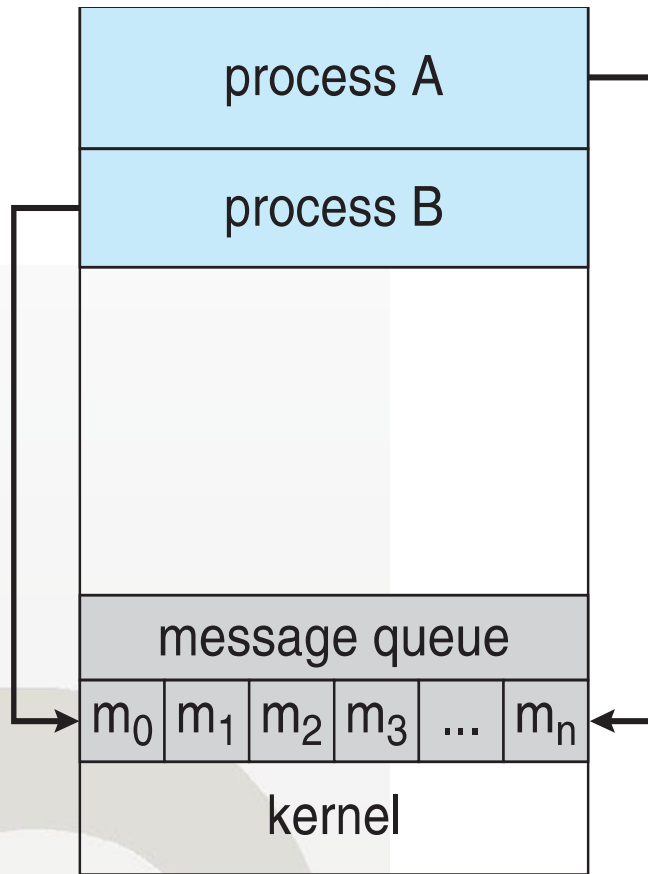 process A
process B
message queue
m₀ m₁ m₂ m₃ ... mₙ
kernel